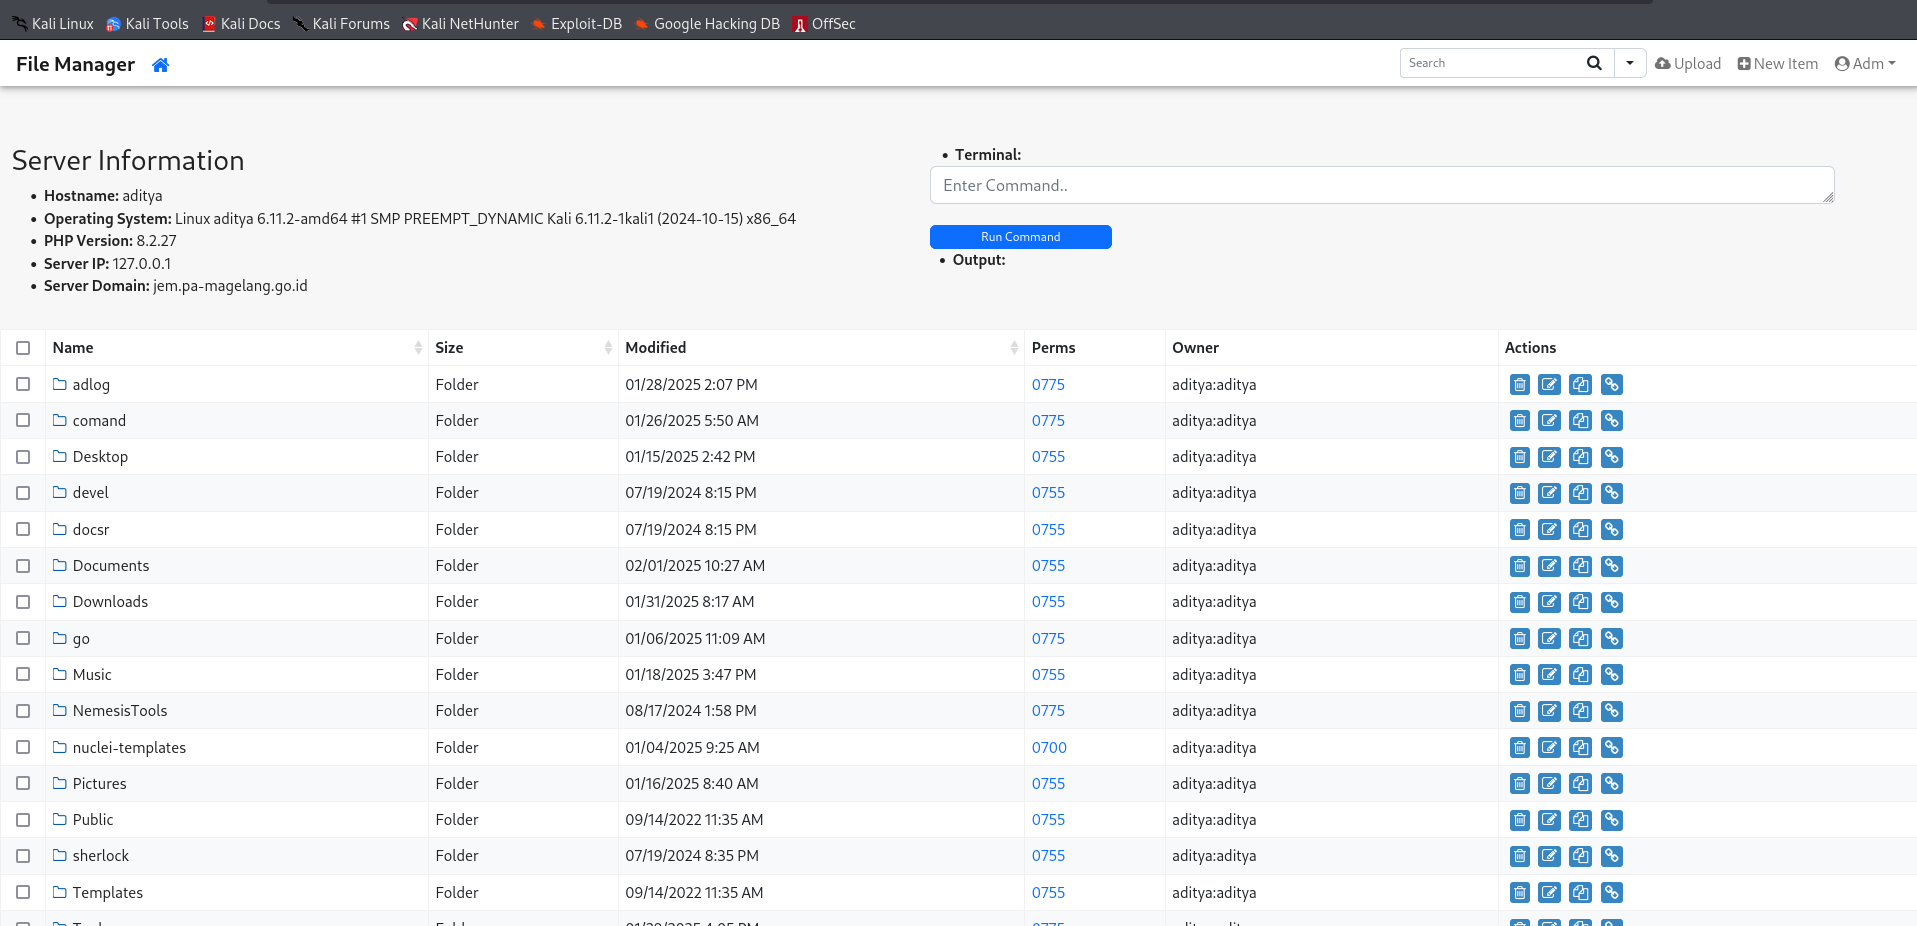 Kali Linux Kali Tools Kali Docs Kali Forums Kali NetHunter Exploit-DB Google Hacking DB OffSec
File Manager Search Upload New Item Adm
Server Information
Hostname: aditya
Operating System: Linux aditya 6.11.2-amd64 #1 SMP PREEMPT_DYNAMIC Kali 6.11.2-1kali1 (2024-10-15) x86_64
PHP Version: 8.2.27
Server IP: 127.0.0.1
Server Domain: jem.pa-magelang.go.id
Terminal:
Enter Command..
Run Command
Output:
Name Size Modified Perms Owner Actions
adlog Folder 01/28/2025 2:07 PM 0775 aditya:aditya
comand Folder 01/26/2025 5:50 AM 0775 aditya:aditya
Desktop Folder 01/15/2025 2:42 PM 0755 aditya:aditya
devel Folder 07/19/2024 8:15 PM 0755 aditya:aditya
docsr Folder 07/19/2024 8:15 PM 0755 aditya:aditya
Documents Folder 02/01/2025 10:27 AM 0755 aditya:aditya
Downloads Folder 01/31/2025 8:17 AM 0755 aditya:aditya
go Folder 01/06/2025 11:09 AM 0775 aditya:aditya
Music Folder 01/18/2025 3:47 PM 0755 aditya:aditya
NemesisTools Folder 08/17/2024 1:58 PM 0775 aditya:aditya
nuclei-templates Folder 01/04/2025 9:25 AM 0700 aditya:aditya
Pictures Folder 01/16/2025 8:40 AM 0755 aditya:aditya
Public Folder 09/14/2022 11:35 AM 0755 aditya:aditya
sherlock Folder 07/19/2024 8:35 PM 0755 aditya:aditya
Templates Folder 09/14/2022 11:35 AM 0755 aditya:aditya